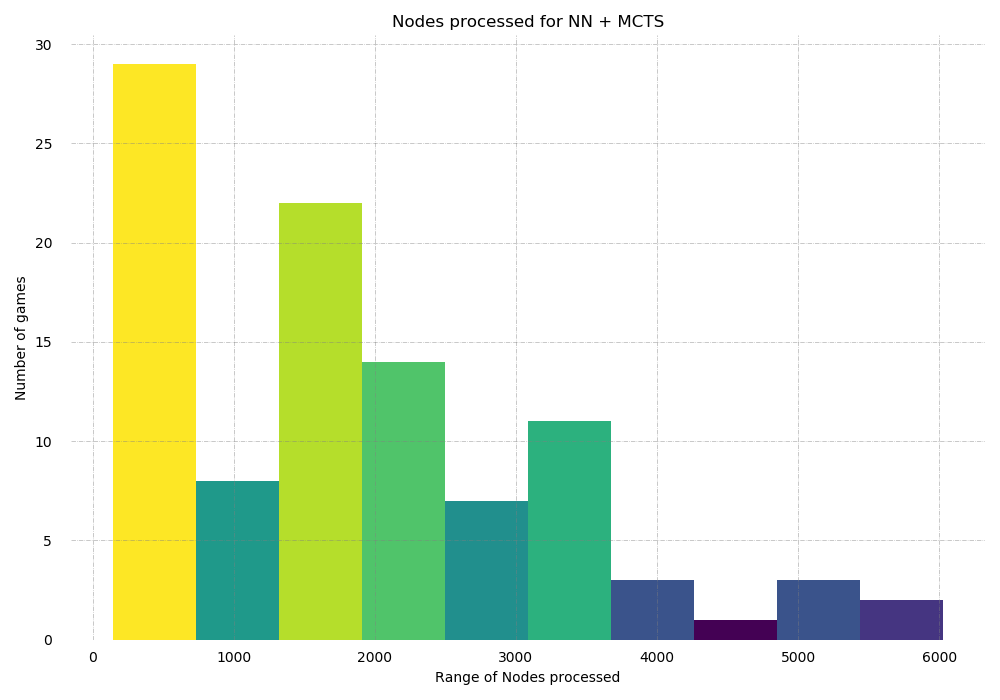 Nodes processed for NN + MCTS
30
25
20
15
10
5
0
Number of games
0 1000 2000 3000 4000 5000 6000
Range of Nodes processed